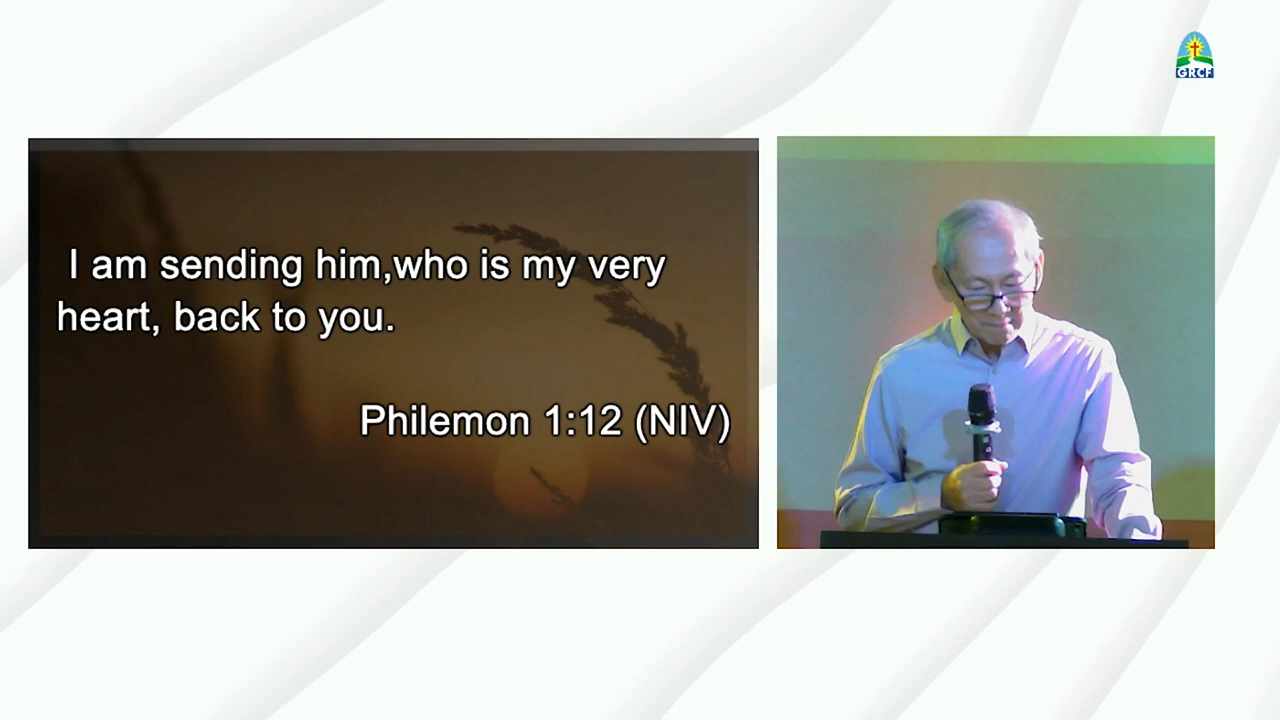 GRCF
I am sending him,who is my very
heart, back to you.
Philemon 1:12 (NIV)